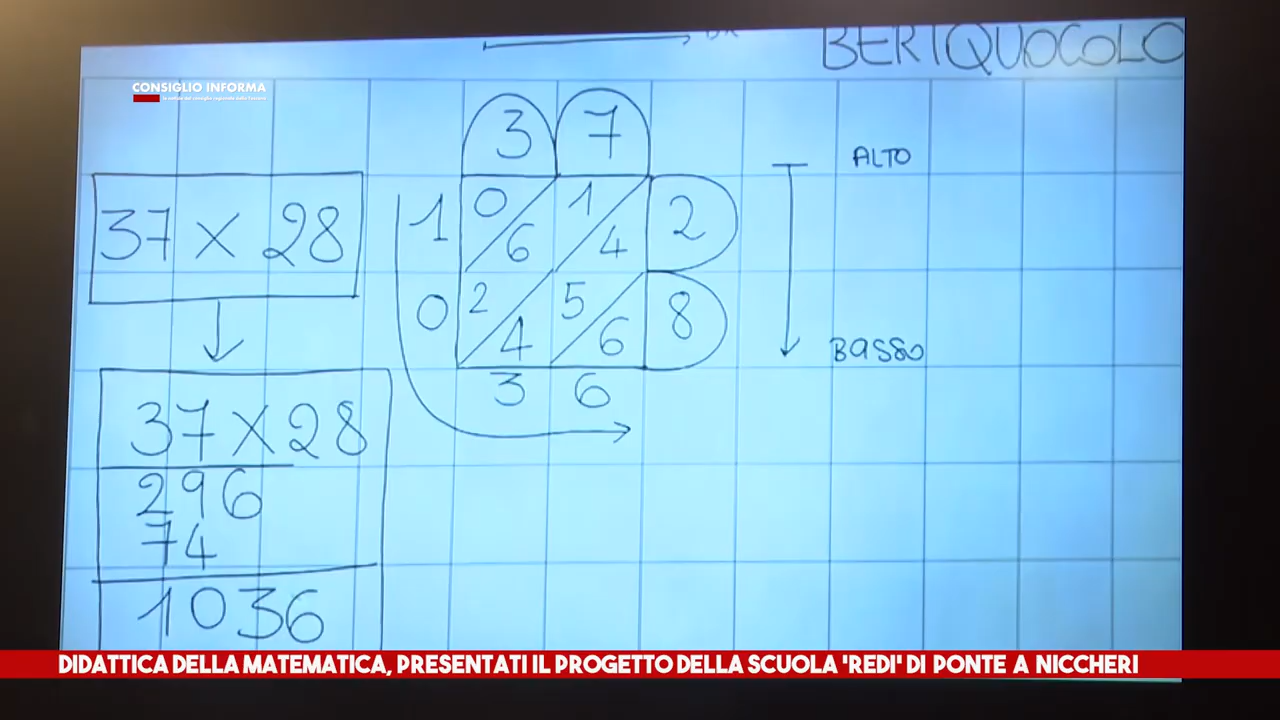 BERIQUOCOLO
CONSIGLIO INFORMA
3 7
ALTO
37 X 28
1 0 6 1 4 2
0 2 4 5 6 8
BASSO
3 6
37 X 28
296
74
1036
DIDATTICA DELLA MATEMATICA, PRESENTATI IL PROGETTO DELLA SCUOLA 'REDI' DI PONTE A NICCHERI